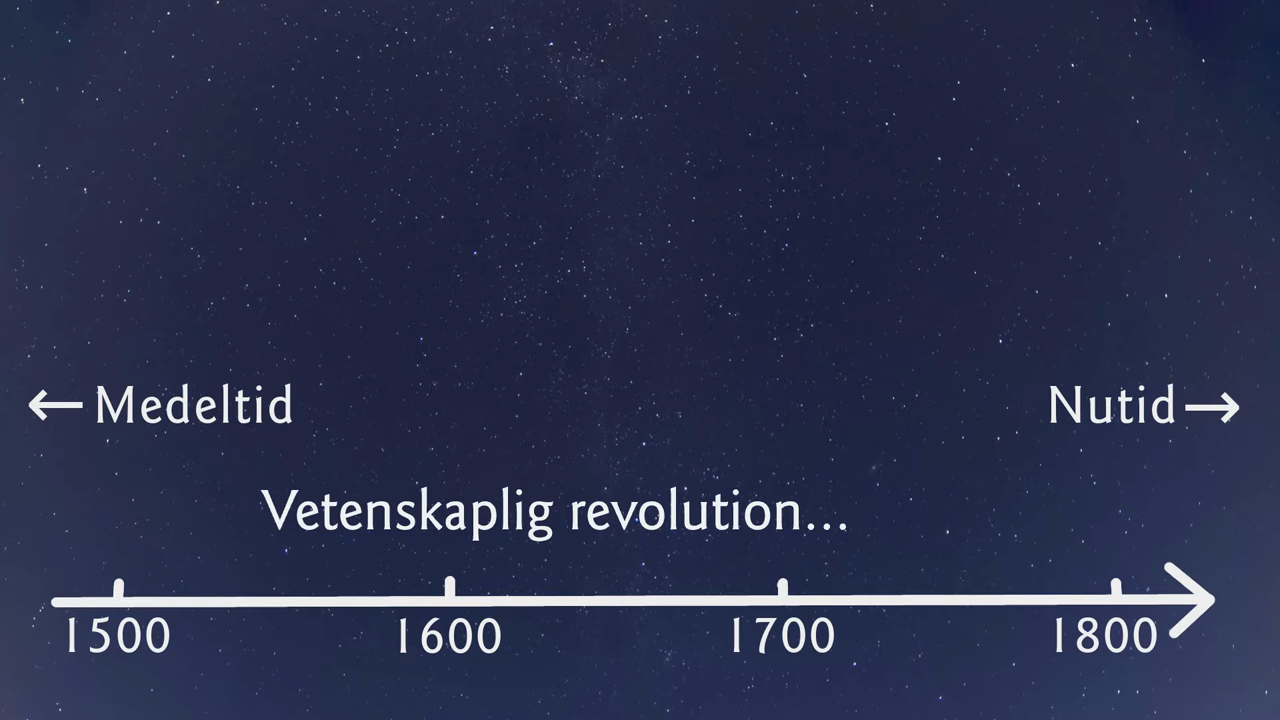 ← Medeltid
Nutid →
Vetenskaplig revolution...
1500
1600
1700
1800